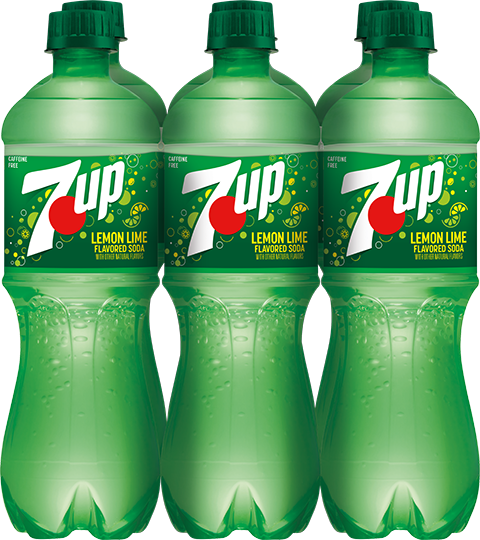 CAFFEINE
FREE
7up
LEMON LIME
FLAVORED SODA
WITH OTHER NATURAL FLAVORS
CAFFEINE
FREE
7up
LEMON LIME
FLAVORED SODA
WITH OTHER NATURAL FLAVORS
CAFFEINE
FREE
7up
LEMON LIME
FLAVORED SODA
WITH OTHER NATURAL FLAVORS